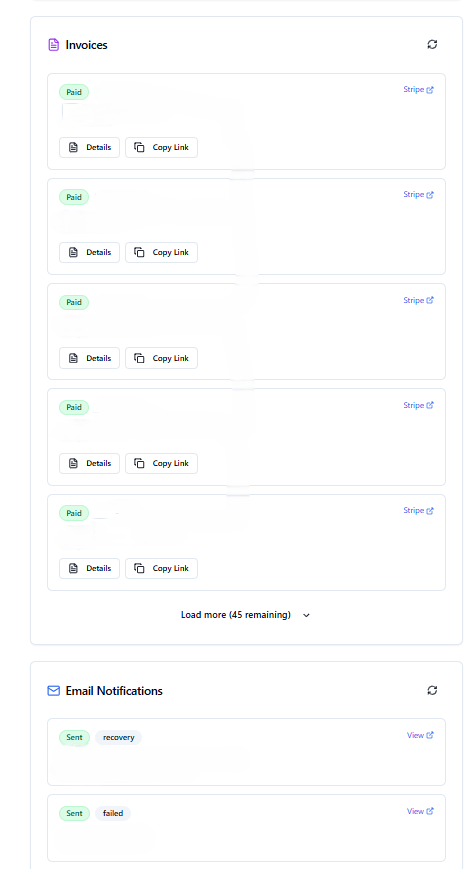 Invoices
Paid
Stripe
Details
Copy Link
Paid
Stripe
Details
Copy Link
Paid
Stripe
Details
Copy Link
Paid
Stripe
Details
Copy Link
Paid
Stripe
Details
Copy Link
Load more (45 remaining)
Email Notifications
Sent recovery
View
Sent failed
View